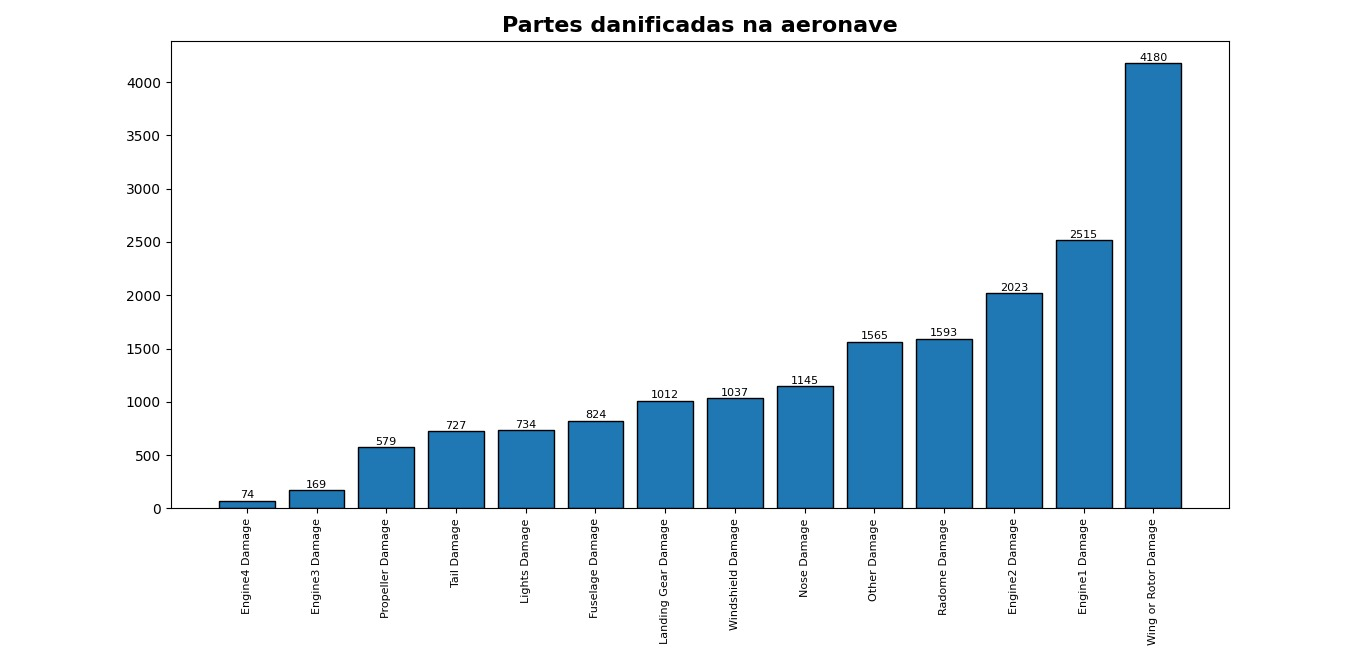 Partes danificadas na aeronave
4000
3500
3000
2500
2000
1500
1000
500
0
74
169
579
727
734
824
1012
1037
1145
1565
1593
2023
2515
4180
Engine4 Damage
Engine3 Damage
Propeller Damage
Tail Damage
Lights Damage
Fuselage Damage
Landing Gear Damage
Windshield Damage
Nose Damage
Other Damage
Radome Damage
Engine2 Damage
Engine1 Damage
Wing or Rotor Damage